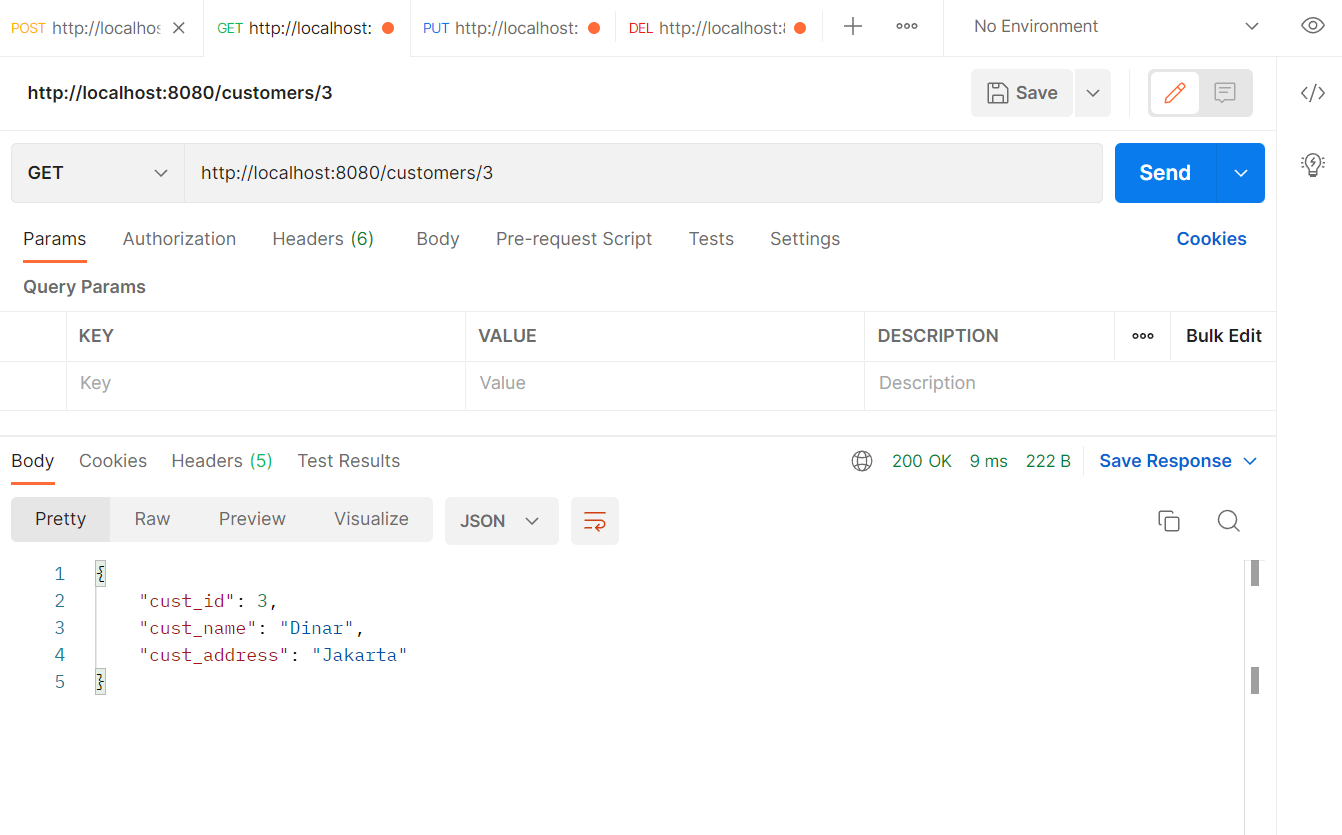 POST http://localhos GET http://localhost: PUT http://localhost: DEL http://localhost: No Environment
http://localhost:8080/customers/3 Save
GET http://localhost:8080/customers/3 Send
Params Authorization Headers (6) Body Pre-request Script Tests Settings Cookies
Query Params
KEY VALUE DESCRIPTION Bulk Edit
Key Value Description
Body Cookies Headers (5) Test Results 200 OK 9 ms 222 B Save Response
Pretty Raw Preview Visualize JSON
1 {
2 "cust_id": 3,
3 "cust_name": "Dinar",
4 "cust_address": "Jakarta"
5 }